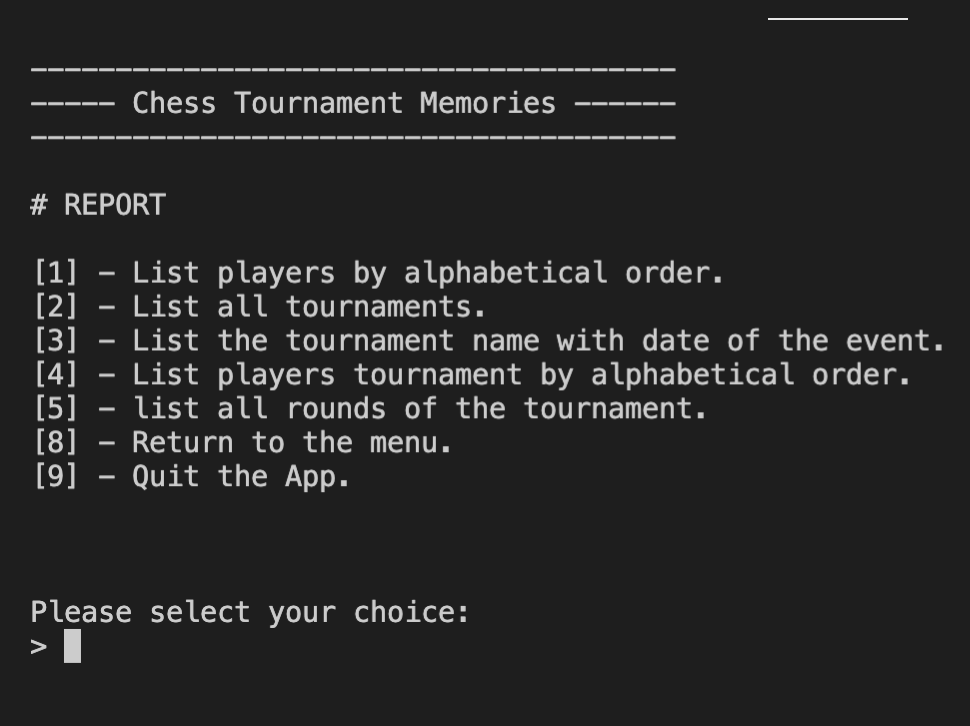 --------------------------------------
----- Chess Tournament Memories ------
--------------------------------------
# REPORT
[1] - List players by alphabetical order.
[2] - List all tournaments.
[3] - List the tournament name with date of the event.
[4] - List players tournament by alphabetical order.
[5] - list all rounds of the tournament.
[8] - Return to the menu.
[9] - Quit the App.
Please select your choice:
>